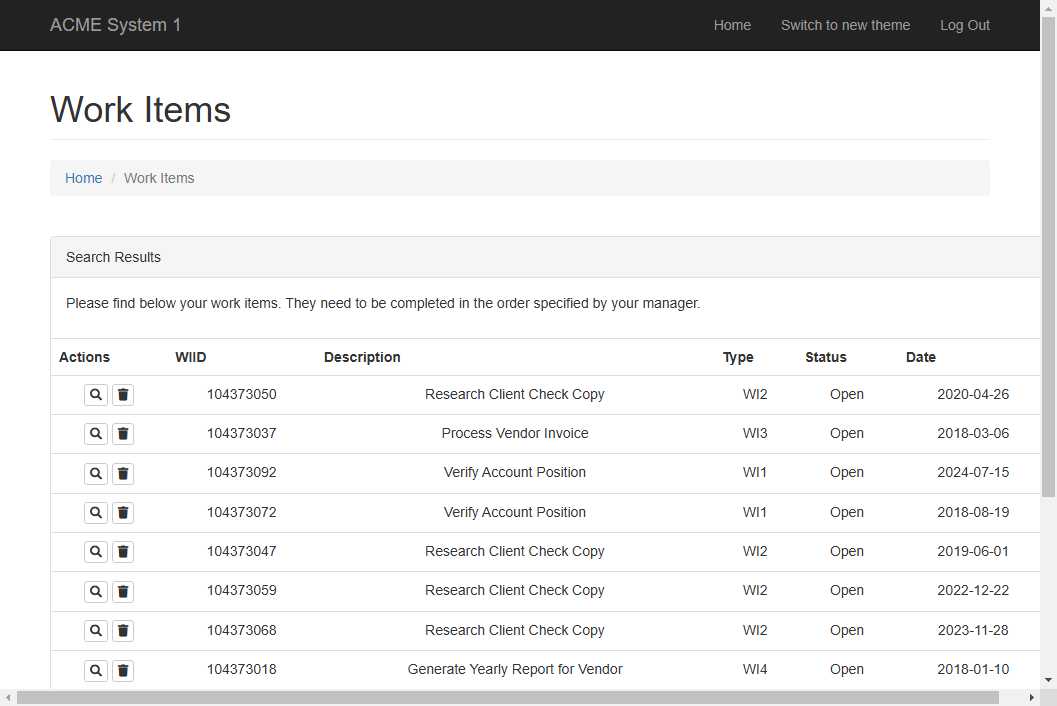 ACME System 1 Home Switch to new theme Log Out
Work Items
Home / Work Items
Search Results
Please find below your work items. They need to be completed in the order specified by your manager.
Actions WIID Description Type Status Date
104373050 Research Client Check Copy WI2 Open 2020-04-26
104373037 Process Vendor Invoice WI3 Open 2018-03-06
104373092 Verify Account Position WI1 Open 2024-07-15
104373072 Verify Account Position WI1 Open 2018-08-19
104373047 Research Client Check Copy WI2 Open 2019-06-01
104373059 Research Client Check Copy WI2 Open 2022-12-22
104373068 Research Client Check Copy WI2 Open 2023-11-28
104373018 Generate Yearly Report for Vendor WI4 Open 2018-01-10